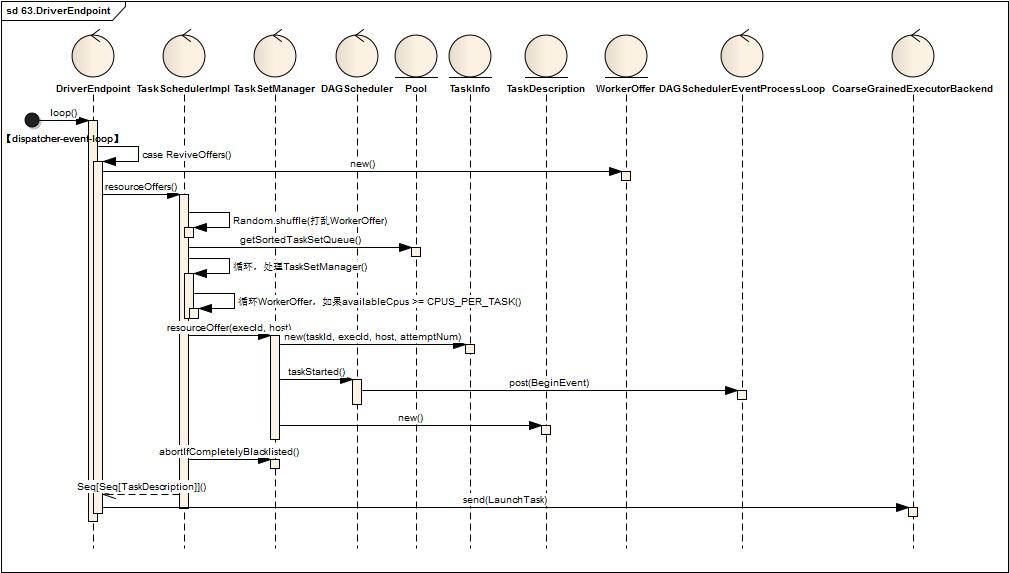 sd 63.DriverEndpoint
DriverEndpoint
TaskSchedulerImpl
TaskSetManager
DAGScheduler
Pool
TaskInfo
TaskDescription
WorkerOffer
DAGSchedulerEventProcessLoop
CoarseGrainedExecutorBackend
loop()
【dispatcher-event-loop】
case ReviveOffers()
new()
resourceOffers()
Random.shuffle(打乱WorkerOffer)
getSortedTaskSetQueue()
循环，处理TaskSetManager()
循环WorkerOffer，如果availableCpus >= CPUS_PER_TASK()
resourceOffer(execId, host)
new(taskId, execId, host, attemptNum)
taskStarted()
post(BeginEvent)
new()
abortIfCompletelyBlacklisted()
Seq[Seq[TaskDescription]]()
send(LaunchTask)